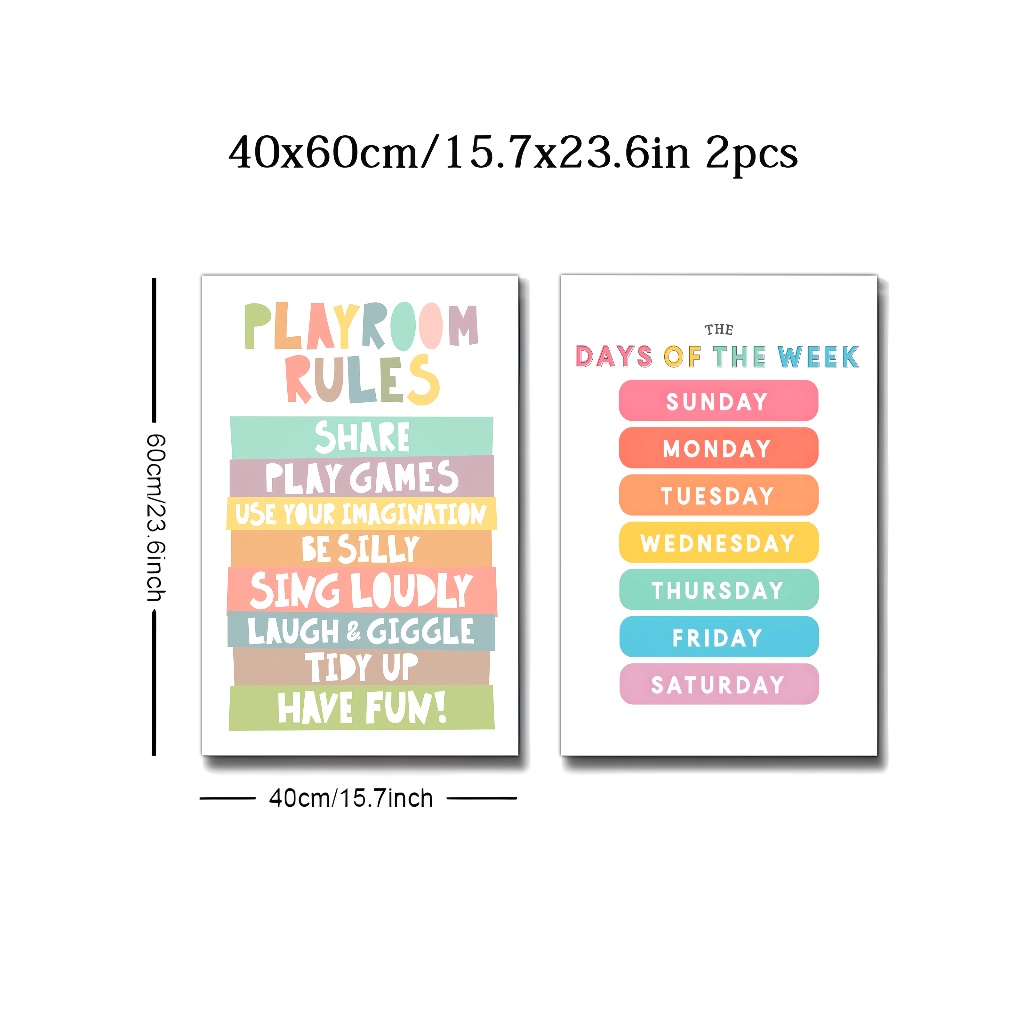 40x60cm/15.7x23.6in 2pcs
60cm/23.6inch
PLAYROOM
RULES
SHARE
PLAY GAMES
USE YOUR IMAGINATION
BE SILLY
SING LOUDLY
LAUGH & GIGGLE
TIDY UP
HAVE FUN!
40cm/15.7inch
THE
DAYS OF THE WEEK
SUNDAY
MONDAY
TUESDAY
WEDNESDAY
THURSDAY
FRIDAY
SATURDAY